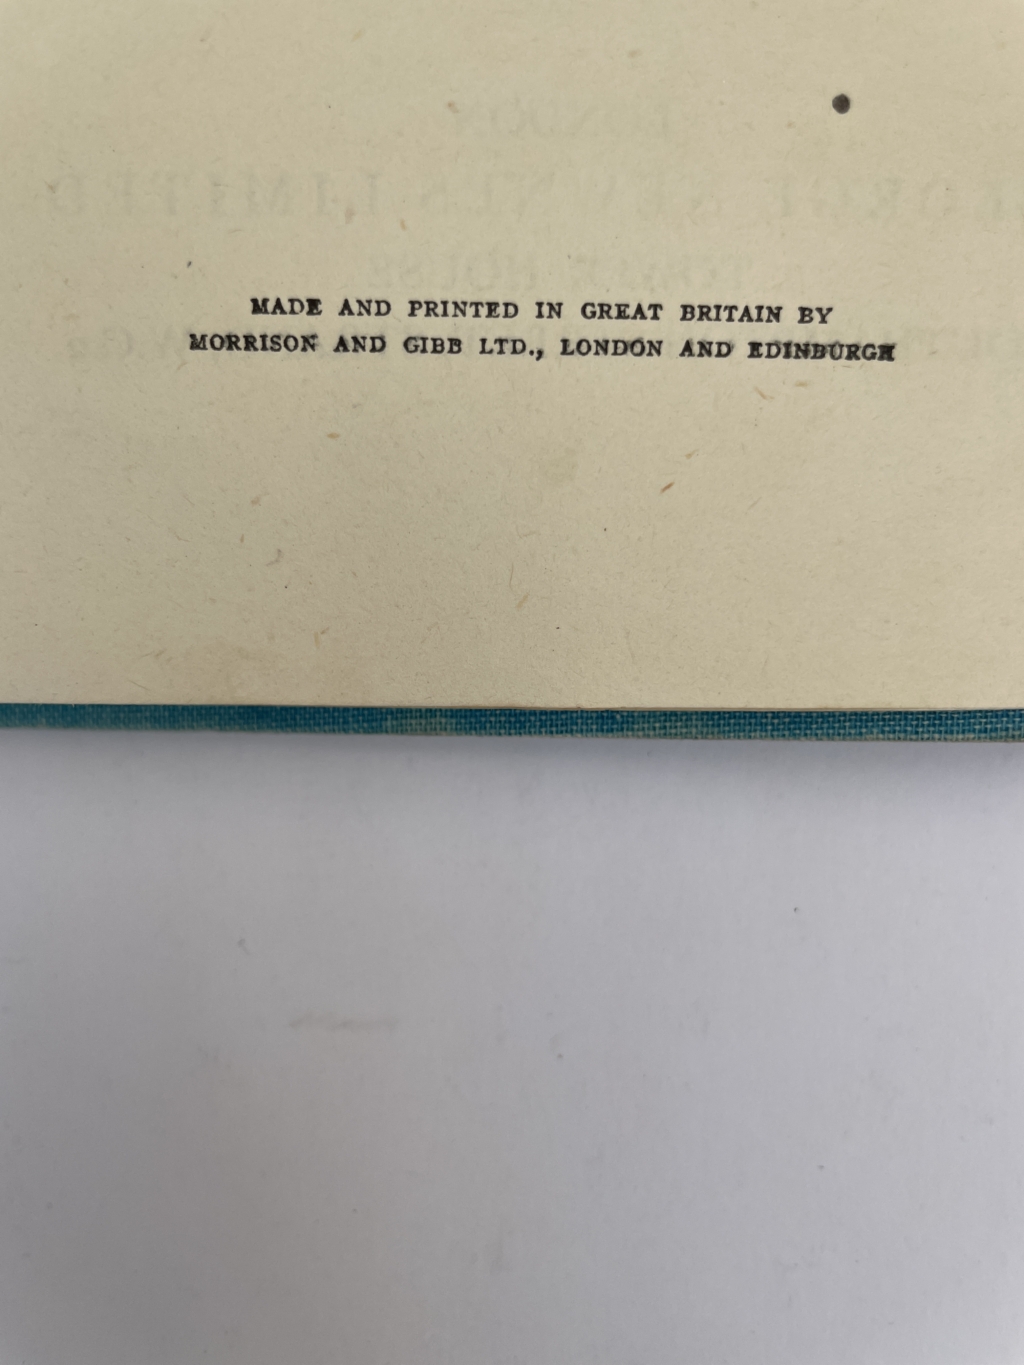 MADE AND PRINTED IN GREAT BRITAIN BY
MORRISON AND GIBB LTD., LONDON AND EDINBURGH